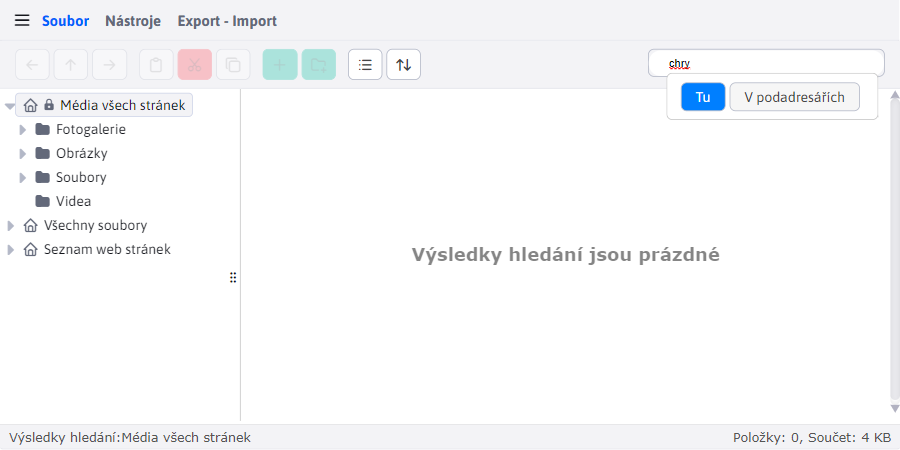 Soubor Nástroje Export - Import
chry
Tu V podadresářích
Média všech stránek
Fotogalerie
Obrázky
Soubory
Videa
Všechny soubory
Seznam web stránek
Výsledky hledání jsou prázdné
Výsledky hledání:Média všech stránek Položky: 0, Součet: 4 KB